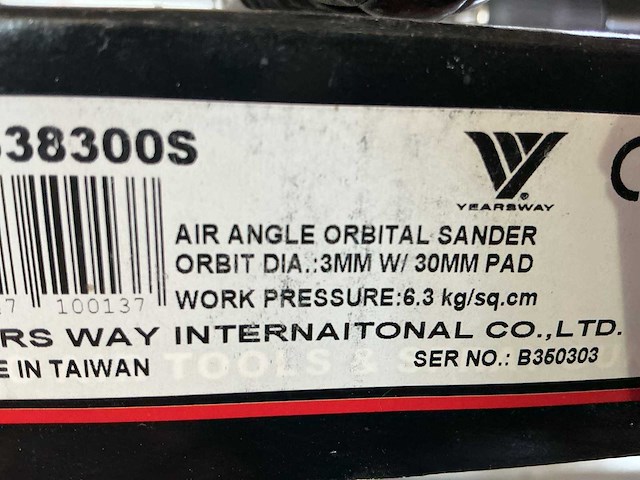 38300S
YEARSWAY
AIR ANGLE ORBITAL SANDER
ORBIT DIA.:3MM W/ 30MM PAD
100137
WORK PRESSURE:6.3 kg/sq.cm
RS WAY INTERNAITONAL CO.,LTD.
E IN TAIWAN
TOOLS &
SER NO.: B350303